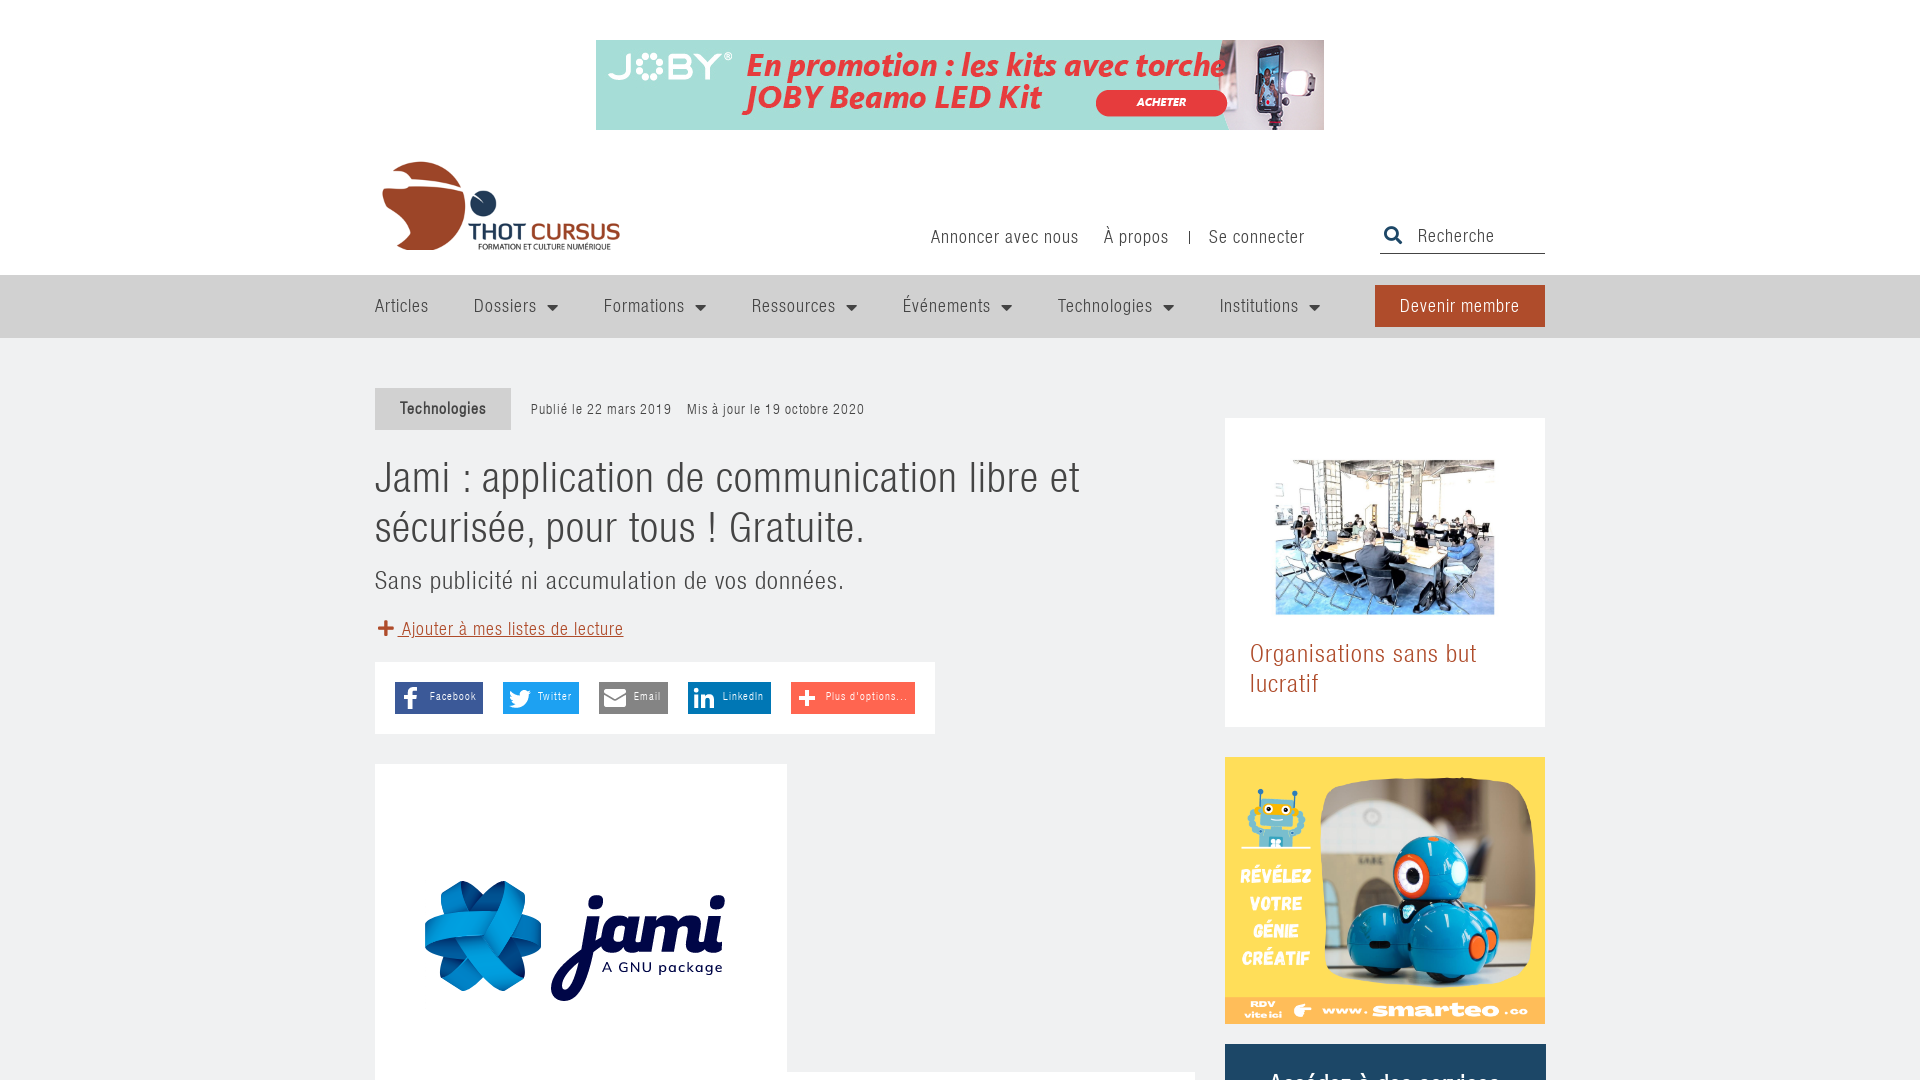 JOBY®
En promotion : les kits avec torche
JOBY Beamo LED Kit
ACHETER
THOT CURSUS
FORMATION ET CULTURE NUMÉRIQUE
Annoncer avec nous
À propos
Se connecter
Recherche
Articles
Dossiers
Formations
Ressources
Événements
Technologies
Institutions
Devenir membre
Technologies
Publié le 22 mars 2019
Mis à jour le 19 octobre 2020
Jami : application de communication libre et
sécurisée, pour tous ! Gratuite.
Sans publicité ni accumulation de vos données.
Ajouter à mes listes de lecture
Facebook
Twitter
Email
LinkedIn
Plus d'options...
jami
A GNU package
Organisations sans but
lucratif
RÉVÉLEZ
VOTRE
GÉNIE
CRÉATIF
RDV
vite ici
www.smarteo.co
Accédez à des services